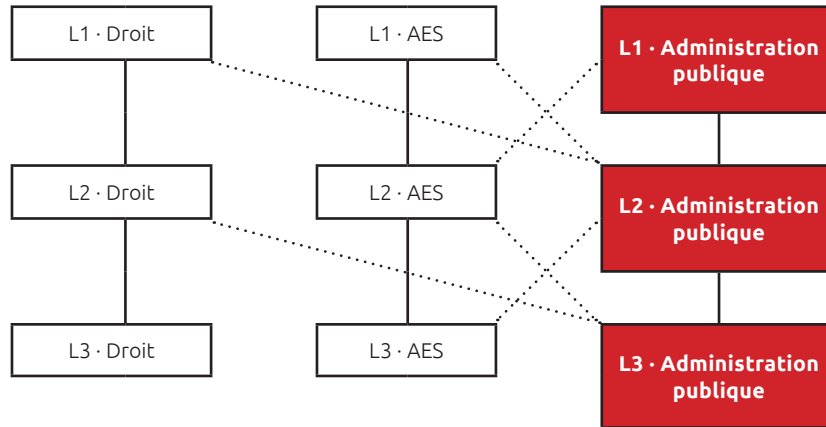 L1 · Droit
L1 · AES
L1 · Administration
publique
L2 · Droit
L2 · AES
L2 · Administration
publique
L3 · Droit
L3 · AES
L3 · Administration
publique